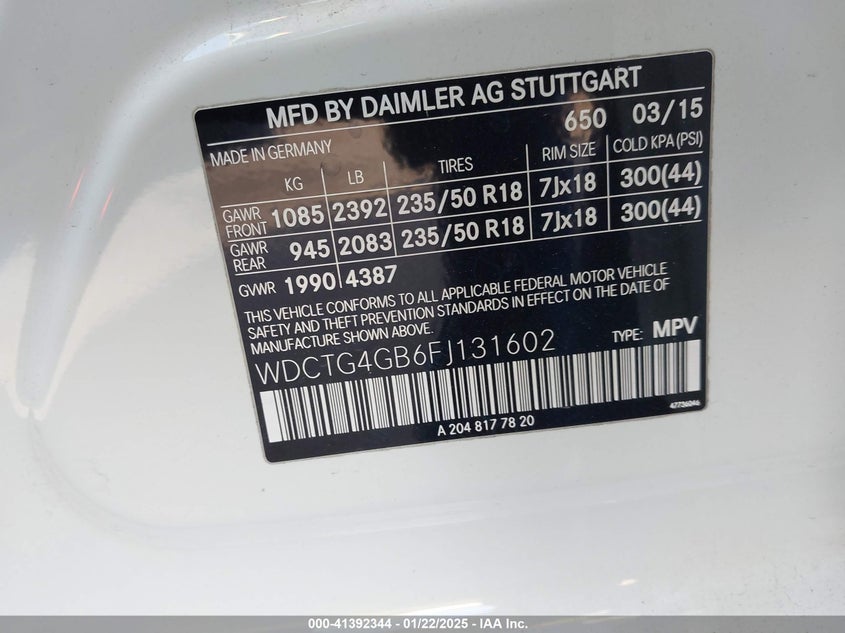 MFD BY DAIMLER AG STUTTGART
650 03/15
MADE IN GERMANY
KG LB TIRES RIM SIZE COLD KPA (PSI)
GAWR FRONT 1085 2392 235/50 R18 7Jx18 300(44)
GAWR REAR 945 2083 235/50 R18 7Jx18 300(44)
GVWR 1990 4387
THIS VEHICLE CONFORMS TO ALL APPLICABLE FEDERAL MOTOR VEHICLE
SAFETY AND THEFT PREVENTION STANDARDS IN EFFECT ON THE DATE OF
MANUFACTURE SHOWN ABOVE.
WDCTG4GB6FJ131602 TYPE: MPV
A 204 817 78 20
000-41392344 - 01/22/2025 - IAA Inc.